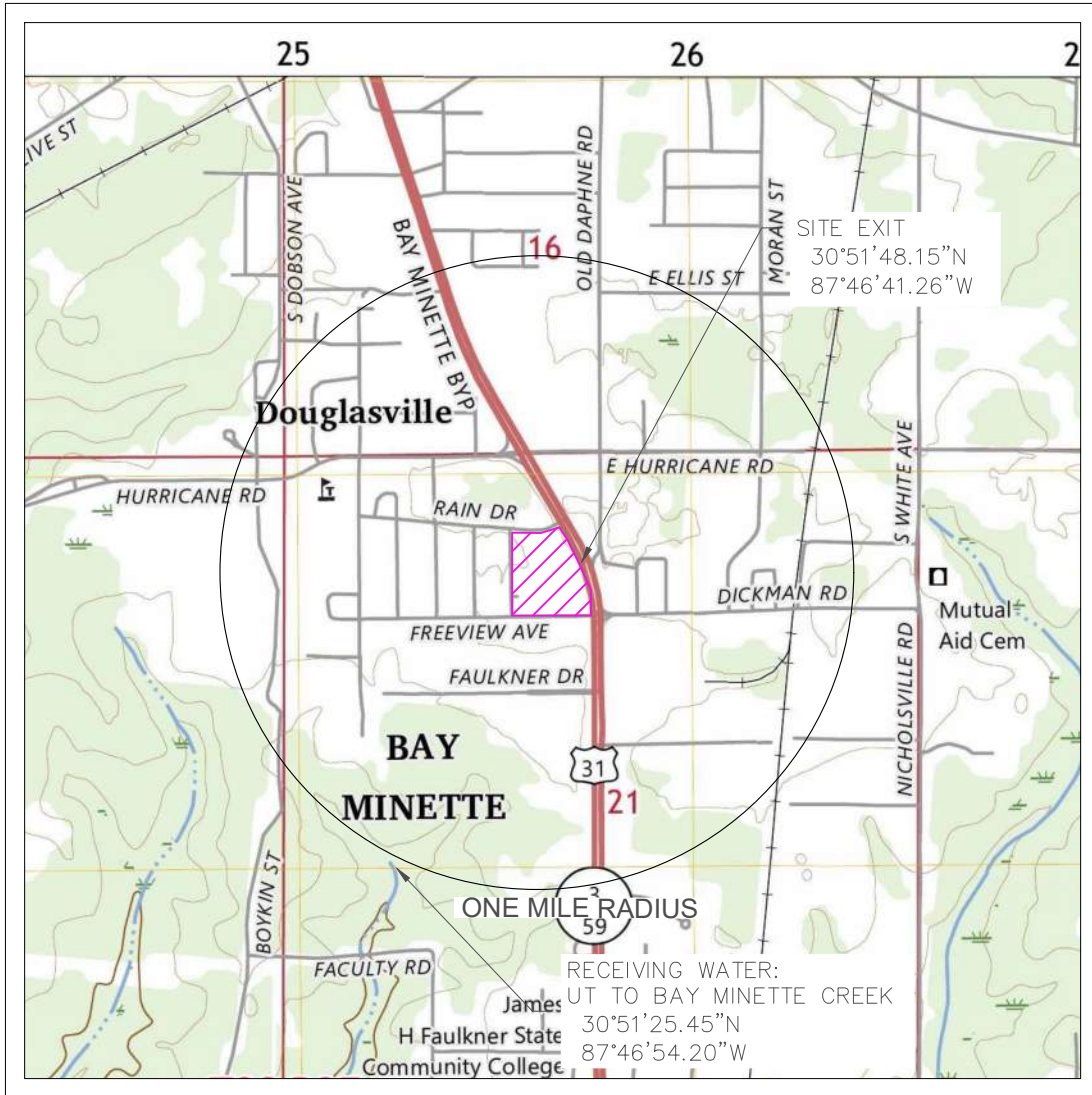 25
26
2
LIVE ST
S DOBSON AVE
BAY MINETTE BYP
16
OLD DAPHNE RD
MORAN ST
SITE EXIT
30°51'48.15"N
87°46'41.26"W
E ELLIS ST
Douglasville
E HURRICANE RD
S WHITE AVE
HURRICANE RD
RAIN DR
DICKMAN RD
Mutual
Aid Cem
FREEVIEW AVE
FAULKNER DR
NICHOLSVILLE RD
BAY
MINETTE
31
21
BOYKIN ST
3
59
ONE MILE RADIUS
FACULTY RD
RECEIVING WATER:
UT TO BAY MINETTE CREEK
30°51'25.45"N
87°46'54.20"W
James
H Faulkner State
Community College